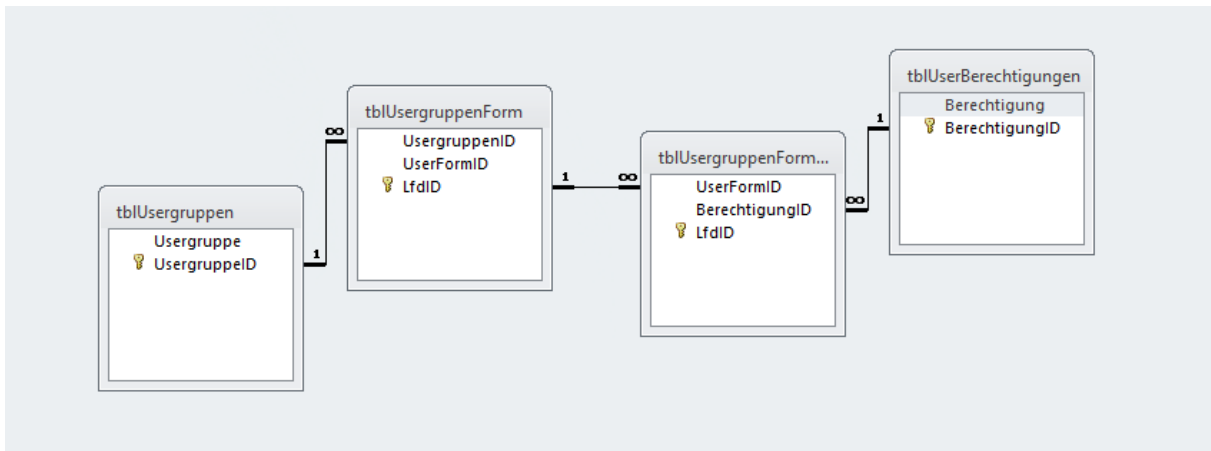 tblUsergruppen
Usergruppe
UsergruppeID
1
∞
tblUsergruppenForm
UsergruppenID
UserFormID
LfdID
1
∞
tblUsergruppenForm...
UserFormID
BerechtigungID
LfdID
∞
1
tblUserBerechtigungen
Berechtigung
BerechtigungID